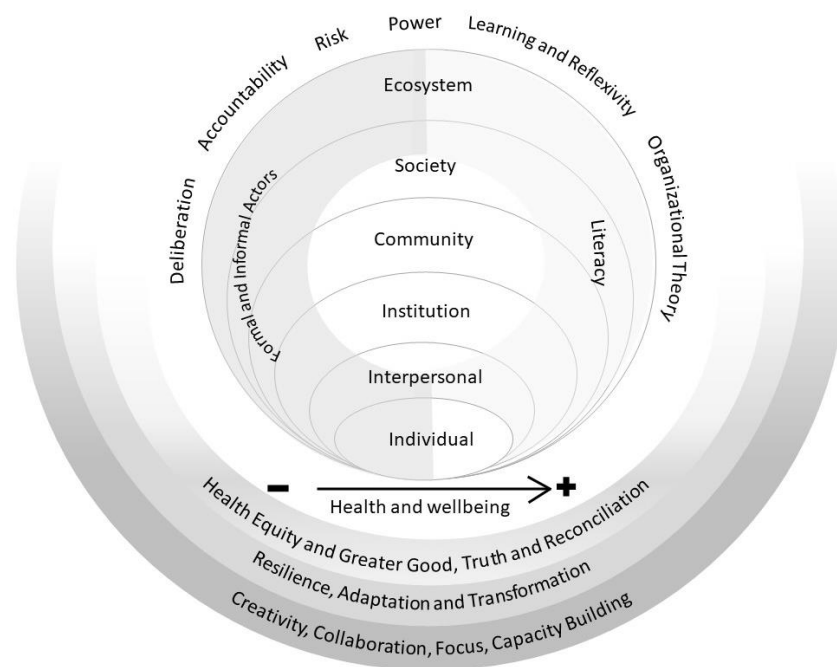 Deliberation
Accountability
Risk
Power
Learning and Reflexivity
Organizational Theory
Ecosystem
Society
Formal and Informal Actors
Literacy
Community
Institution
Interpersonal
Individual
- +
Health and wellbeing
Health Equity and Greater Good, Truth and Reconciliation
Resilience, Adaptation and Transformation
Creativity, Collaboration, Focus, Capacity Building